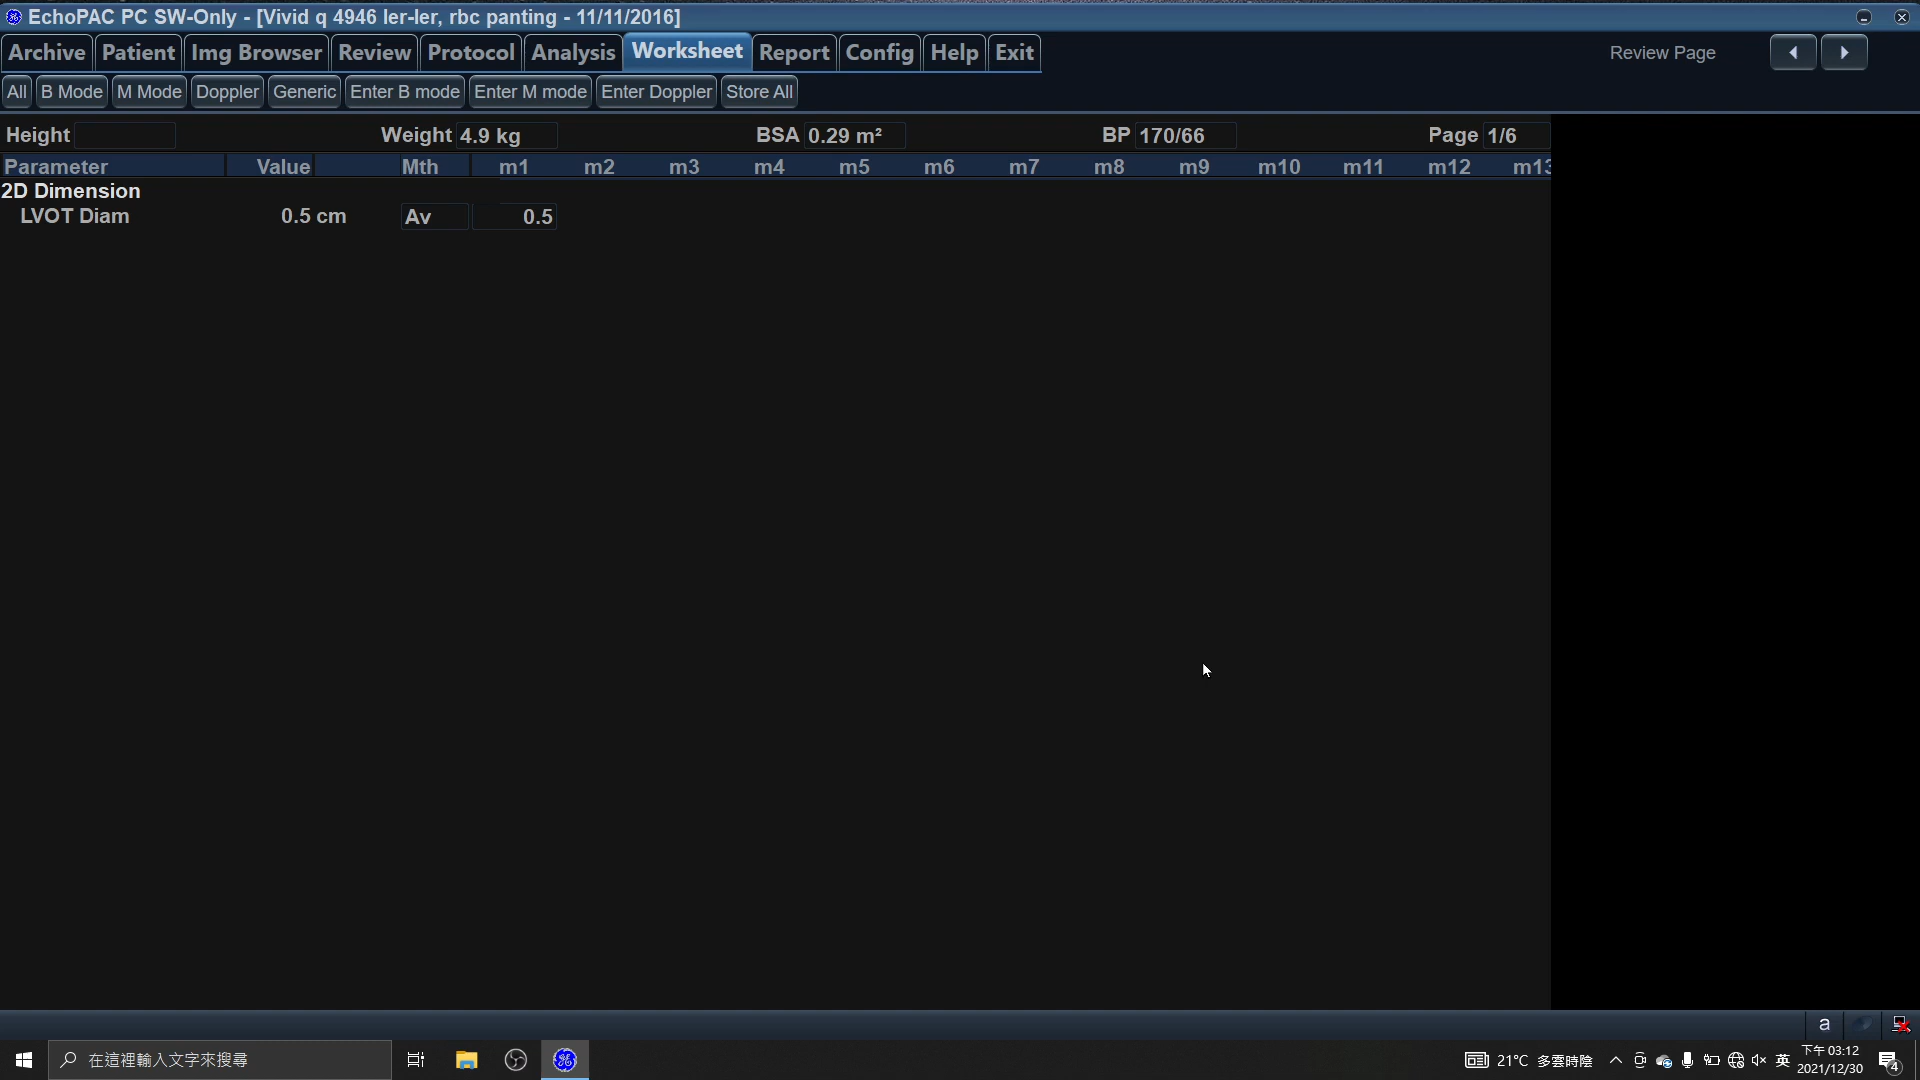 EchoPAC PC SW-Only - [Vivid q 4946 ler-ler, rbc panting - 11/11/2016]
Archive Patient Img Browser Review Protocol Analysis Worksheet Report Config Help Exit Review Page
All B Mode M Mode Doppler Generic Enter B mode Enter M mode Enter Doppler Store All
Height Weight 4.9 kg BSA 0.29 m² BP 170/66 Page 1/6
Parameter Value Mth m1 m2 m3 m4 m5 m6 m7 m8 m9 m10 m11 m12 m13
2D Dimension
LVOT Diam 0.5 cm Av 0.5
a
在這裡輸入文字來搜尋 21°C 多雲時陰 英 下午 03:12
2021/12/30 4